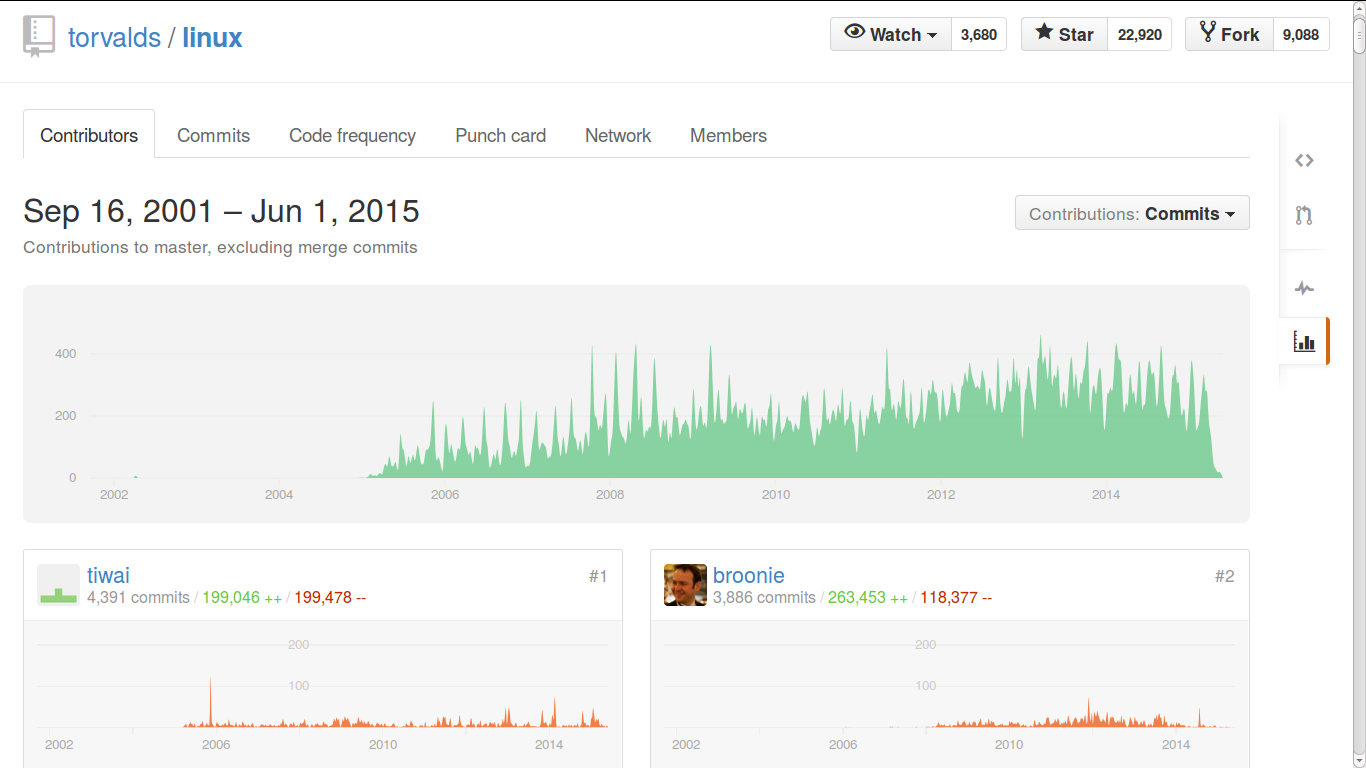 torvalds / linux
Watch 3,680 Star 22,920 Fork 9,088
Contributors Commits Code frequency Punch card Network Members
Sep 16, 2001 – Jun 1, 2015
Contributions: Commits
Contributions to master, excluding merge commits
400
200
0
2002 2004 2006 2008 2010 2012 2014
tiwai #1
4,391 commits / 199,046 ++ / 199,478 --
200
100
2002 2006 2010 2014
broonie #2
3,886 commits / 263,453 ++ / 118,377 --
200
100
2002 2006 2010 2014